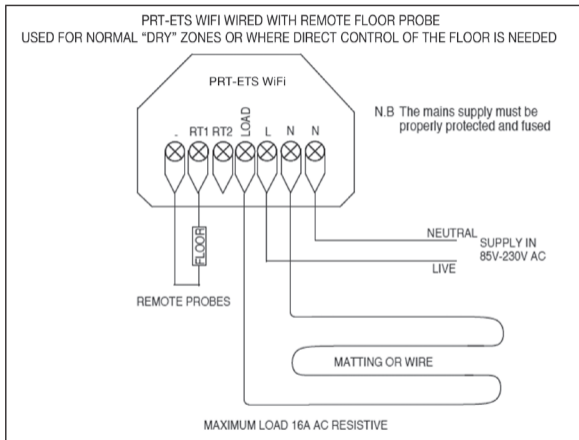 PRT-ETS WIFI WIRED WITH REMOTE FLOOR PROBE
USED FOR NORMAL “DRY” ZONES OR WHERE DIRECT CONTROL OF THE FLOOR IS NEEDED
PRT-ETS WiFi
N.B The mains supply must be
properly protected and fused
- RT1 RT2 LOAD L N N
FLOOR
NEUTRAL
SUPPLY IN
85V-230V AC
LIVE
REMOTE PROBES
MATTING OR WIRE
MAXIMUM LOAD 16A AC RESISTIVE